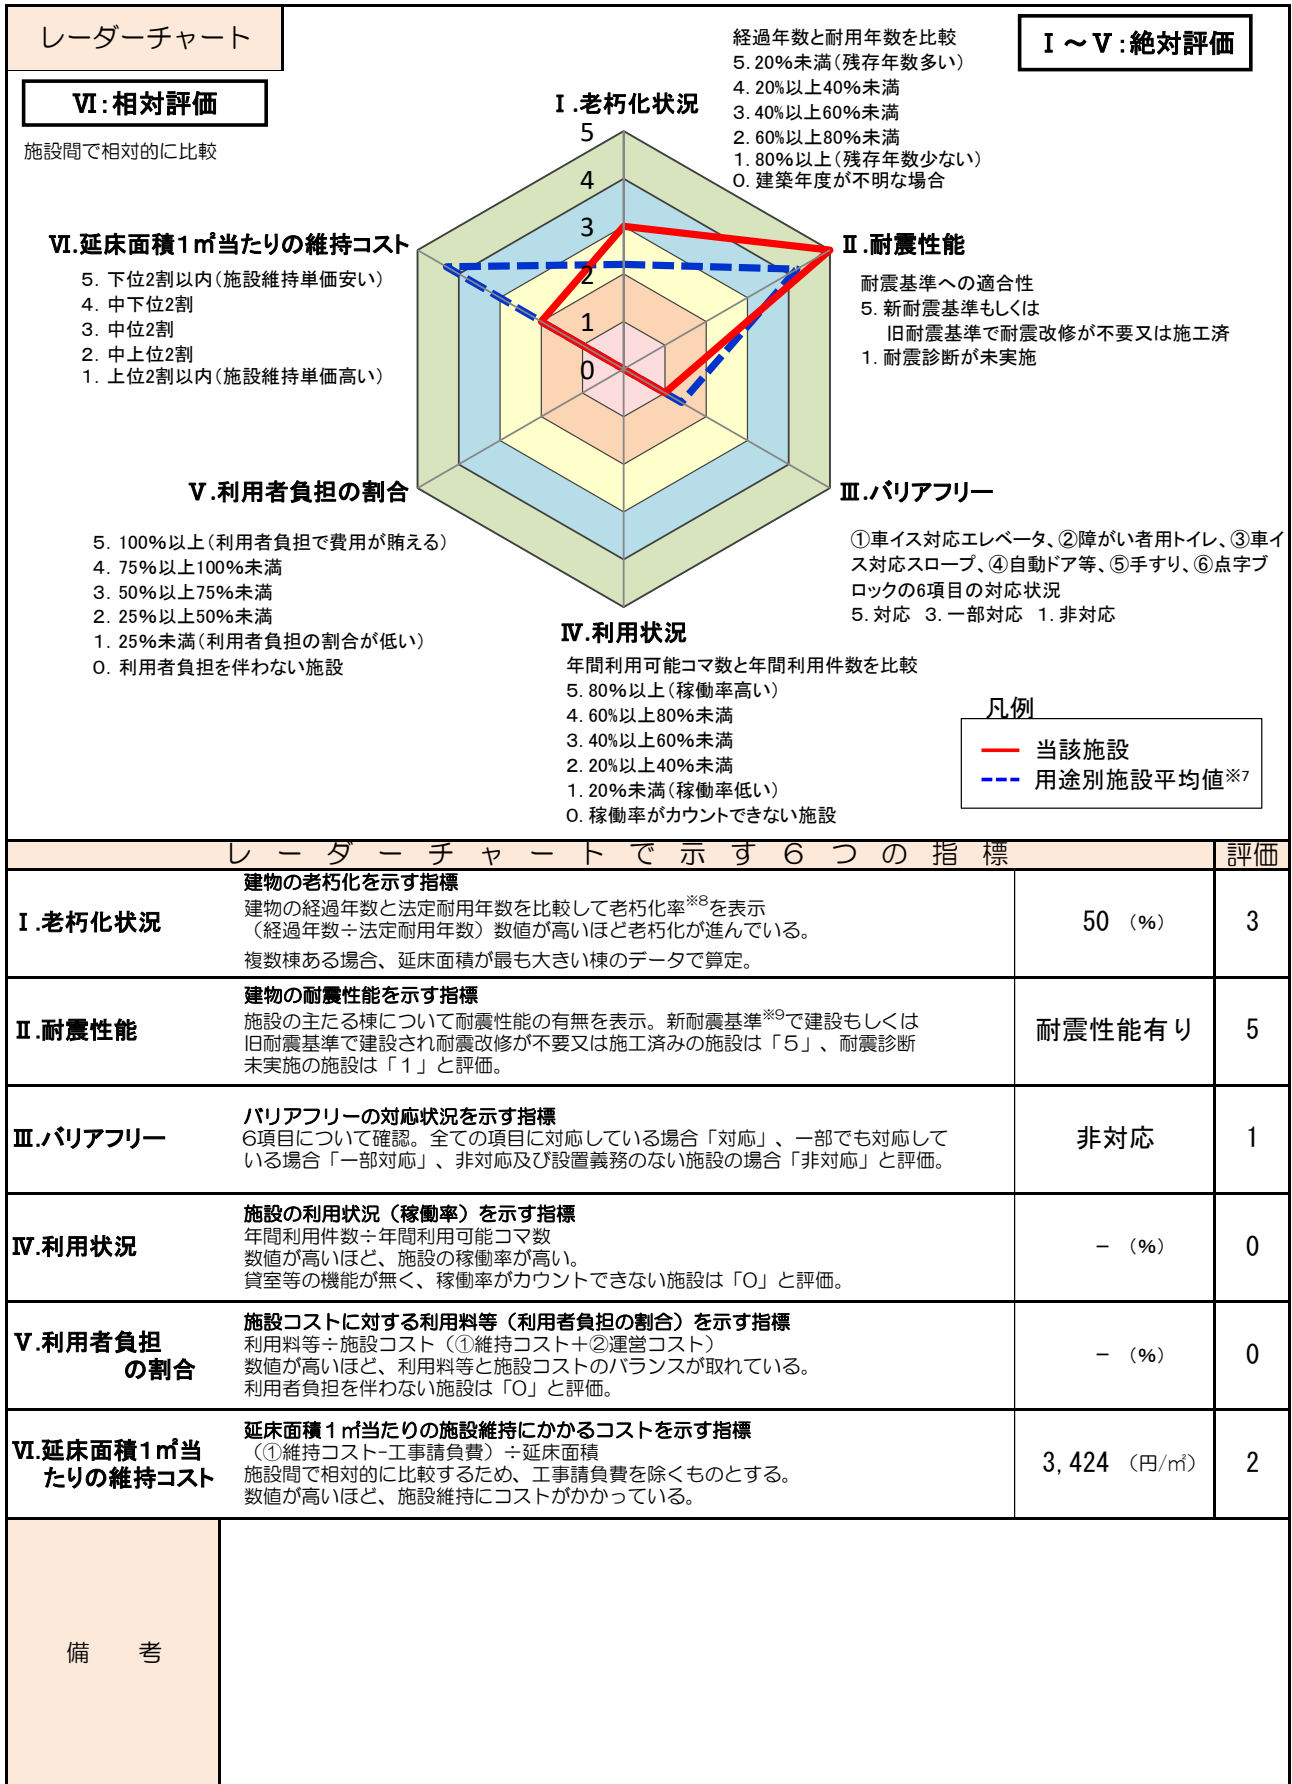 レーダーチャート
Ⅰ～Ⅴ:絶対評価
Ⅵ:相対評価
施設間で相対的に比較
Ⅰ.老朽化状況
経過年数と耐用年数を比較
5.20%未満(残存年数多い)
4.20%以上40%未満
3.40%以上60%未満
2.60%以上80%未満
1.80%以上(残存年数少ない)
0.建築年度が不明な場合
5
4
3
2
1
0
Ⅱ.耐震性能
耐震基準への適合性
5.新耐震基準もしくは
旧耐震基準で耐震改修が不要又は施工済
1.耐震診断が未実施
Ⅲ.バリアフリー
①車イス対応エレベータ、②障がい者用トイレ、③車イ
ス対応スロープ、④自動ドア等、⑤手すり、⑥点字ブ
ロックの6項目の対応状況
5.対応 3.一部対応 1.非対応
Ⅳ.利用状況
年間利用可能コマ数と年間利用件数を比較
5.80%以上(稼働率高い)
4.60%以上80%未満
3.40%以上60%未満
2.20%以上40%未満
1.20%未満(稼働率低い)
0.稼働率がカウントできない施設
Ⅴ.利用者負担の割合
5.100%以上(利用者負担で費用が賄える)
4.75%以上100%未満
3.50%以上75%未満
2.25%以上50%未満
1.25%未満(利用者負担の割合が低い)
0.利用者負担を伴わない施設
Ⅵ.延床面積1㎡当たりの維持コスト
5.下位2割以内(施設維持単価安い)
4.中下位2割
3.中位2割
2.中上位2割
1.上位2割以内(施設維持単価高い)
凡例
当該施設
用途別施設平均値※7
レーダーチャートで示す6つの指標 評価
Ⅰ.老朽化状況
建物の老朽化を示す指標
建物の経過年数と法定耐用年数を比較して老朽化率※8を表示
(経過年数÷法定耐用年数)数値が高いほど老朽化が進んでいる。
複数棟ある場合、延床面積が最も大きい棟のデータで算定。
50 (%) 3
Ⅱ.耐震性能
建物の耐震性能を示す指標
施設の主たる棟について耐震性能の有無を表示。新耐震基準※9で建設もしくは
旧耐震基準で建設され耐震改修が不要又は施工済みの施設は「5」、耐震診断
未実施の施設は「1」と評価。
耐震性能有り 5
Ⅲ.バリアフリー
バリアフリーの対応状況を示す指標
6項目について確認。全ての項目に対応している場合「対応」、一部でも対応して
いる場合「一部対応」、非対応及び設置義務のない施設の場合「非対応」と評価。
非対応 1
Ⅳ.利用状況
施設の利用状況(稼働率)を示す指標
年間利用件数÷年間利用可能コマ数
数値が高いほど、施設の稼働率が高い。
貸室等の機能が無く、稼働率がカウントできない施設は「0」と評価。
－ (%) 0
Ⅴ.利用者負担
の割合
施設コストに対する利用料等(利用者負担の割合)を示す指標
利用料等÷施設コスト(①維持コスト+②運営コスト)
数値が高いほど、利用料等と施設コストのバランスが取れている。
利用者負担を伴わない施設は「0」と評価。
－ (%) 0
Ⅵ.延床面積1㎡当
たりの維持コスト
延床面積1㎡当たりの施設維持にかかるコストを示す指標
(①維持コスト-工事請負費)÷延床面積
施設間で相対的に比較するため、工事請負費を除くものとする。
数値が高いほど、施設維持にコストがかかっている。
3,424 (円/㎡) 2
備 考